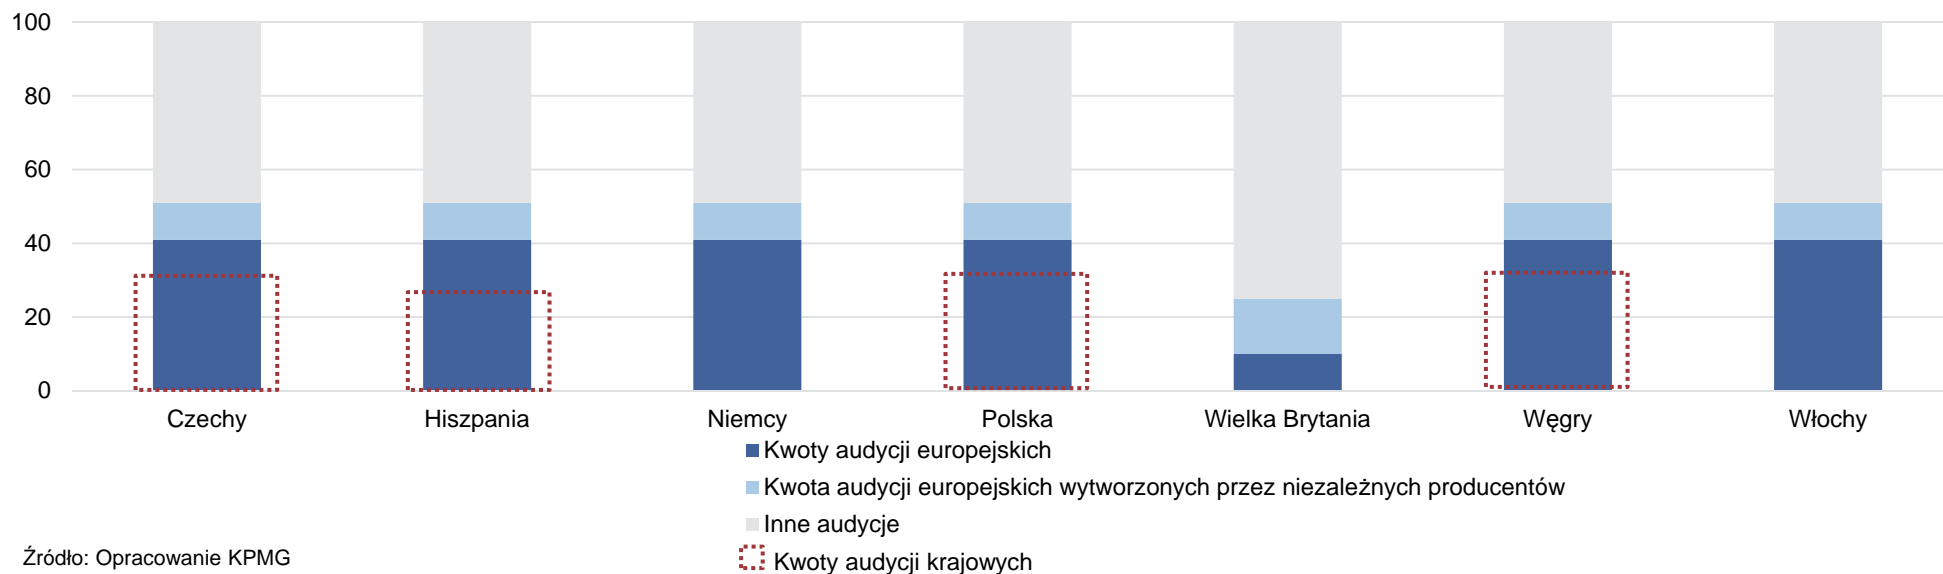 100
80
60
40
20
0
Czechy Hiszpania Niemcy Polska Wielka Brytania Węgry Włochy
Kwoty audycji europejskich
Kwota audycji europejskich wytworzonych przez niezależnych producentów
Inne audycje
Kwoty audycji krajowych
Źródło: Opracowanie KPMG